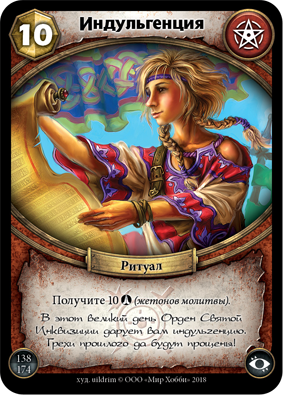 Индульгенция
10
Ритуал
Получите 10 (жетонов молитвы).
В этот великий день Орден Святой
Инквизиции дарует вам индульгенцию.
Грехи прошлого да будут прощены!
138
174
худ. uildrim © ООО «Мир Хобби» 2018